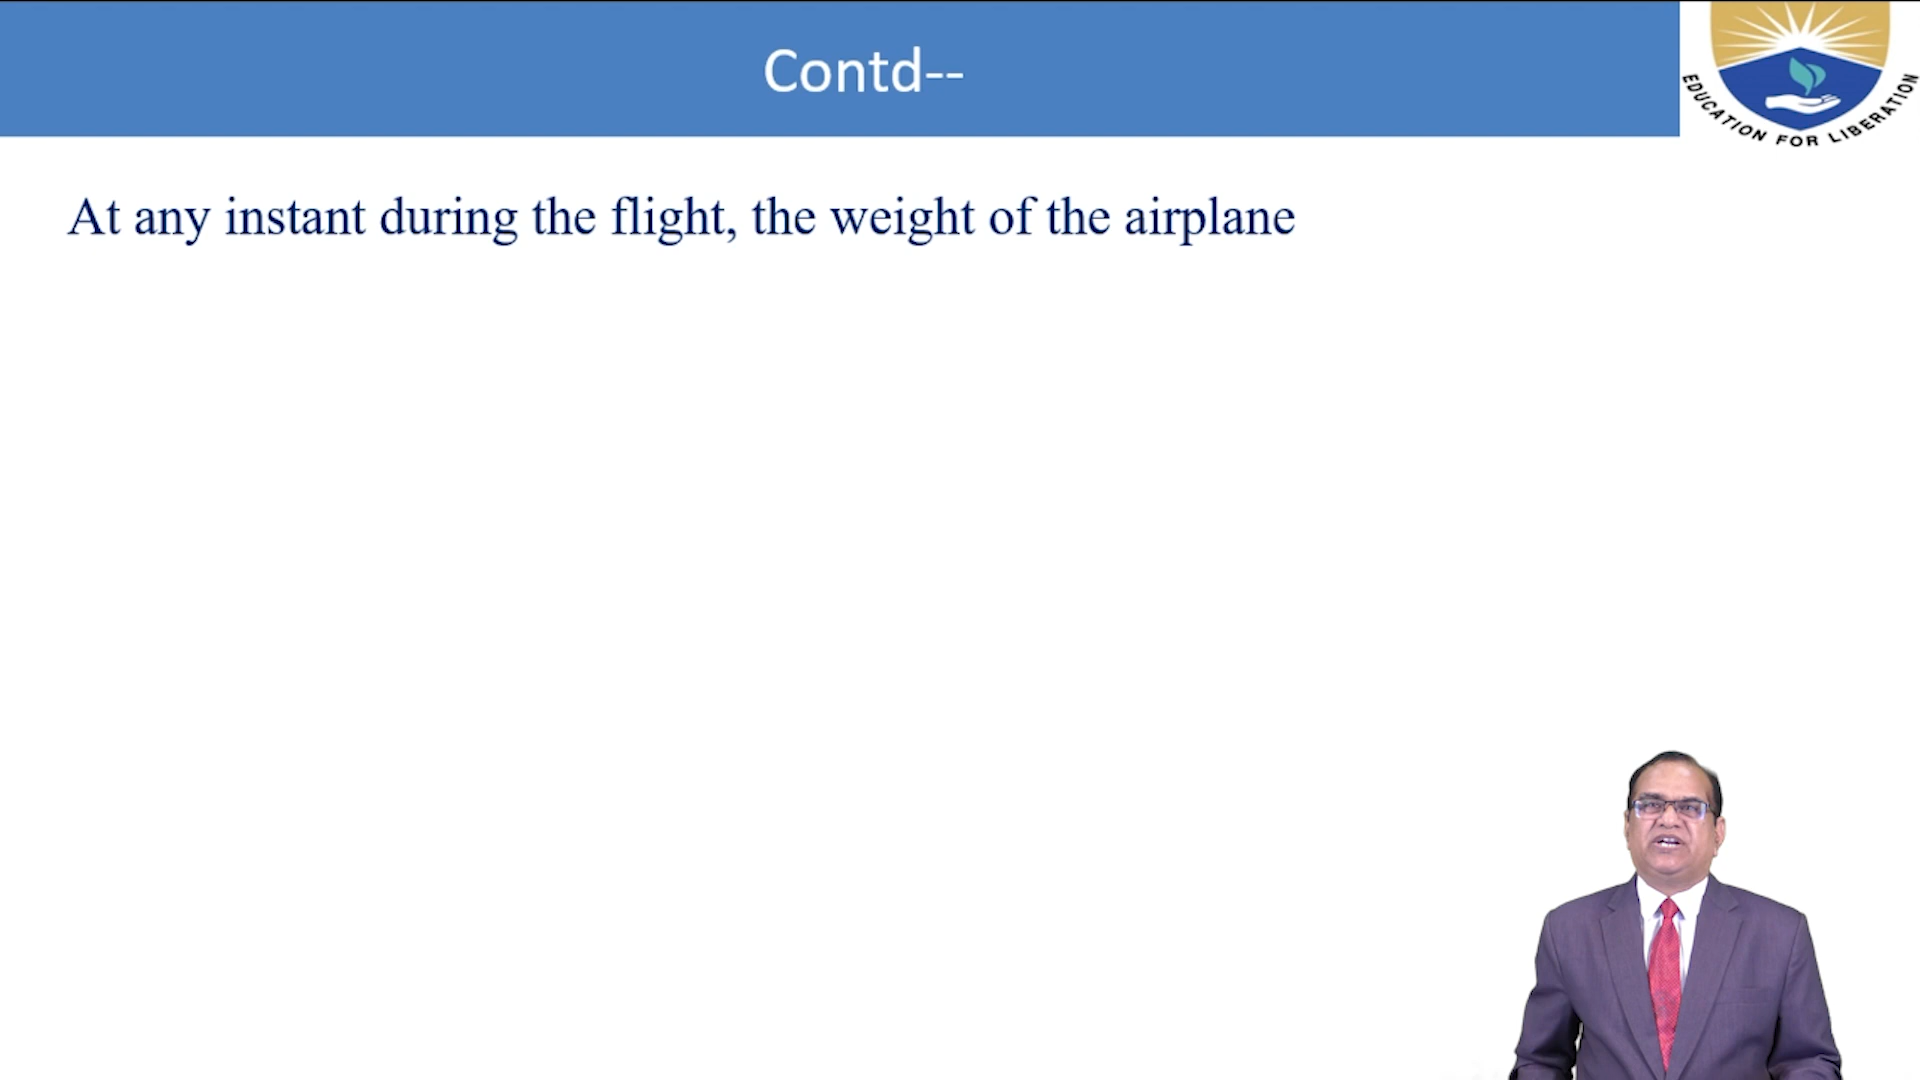 Contd--
EDUCATION FOR LIBERATION
At any instant during the flight, the weight of the airplane